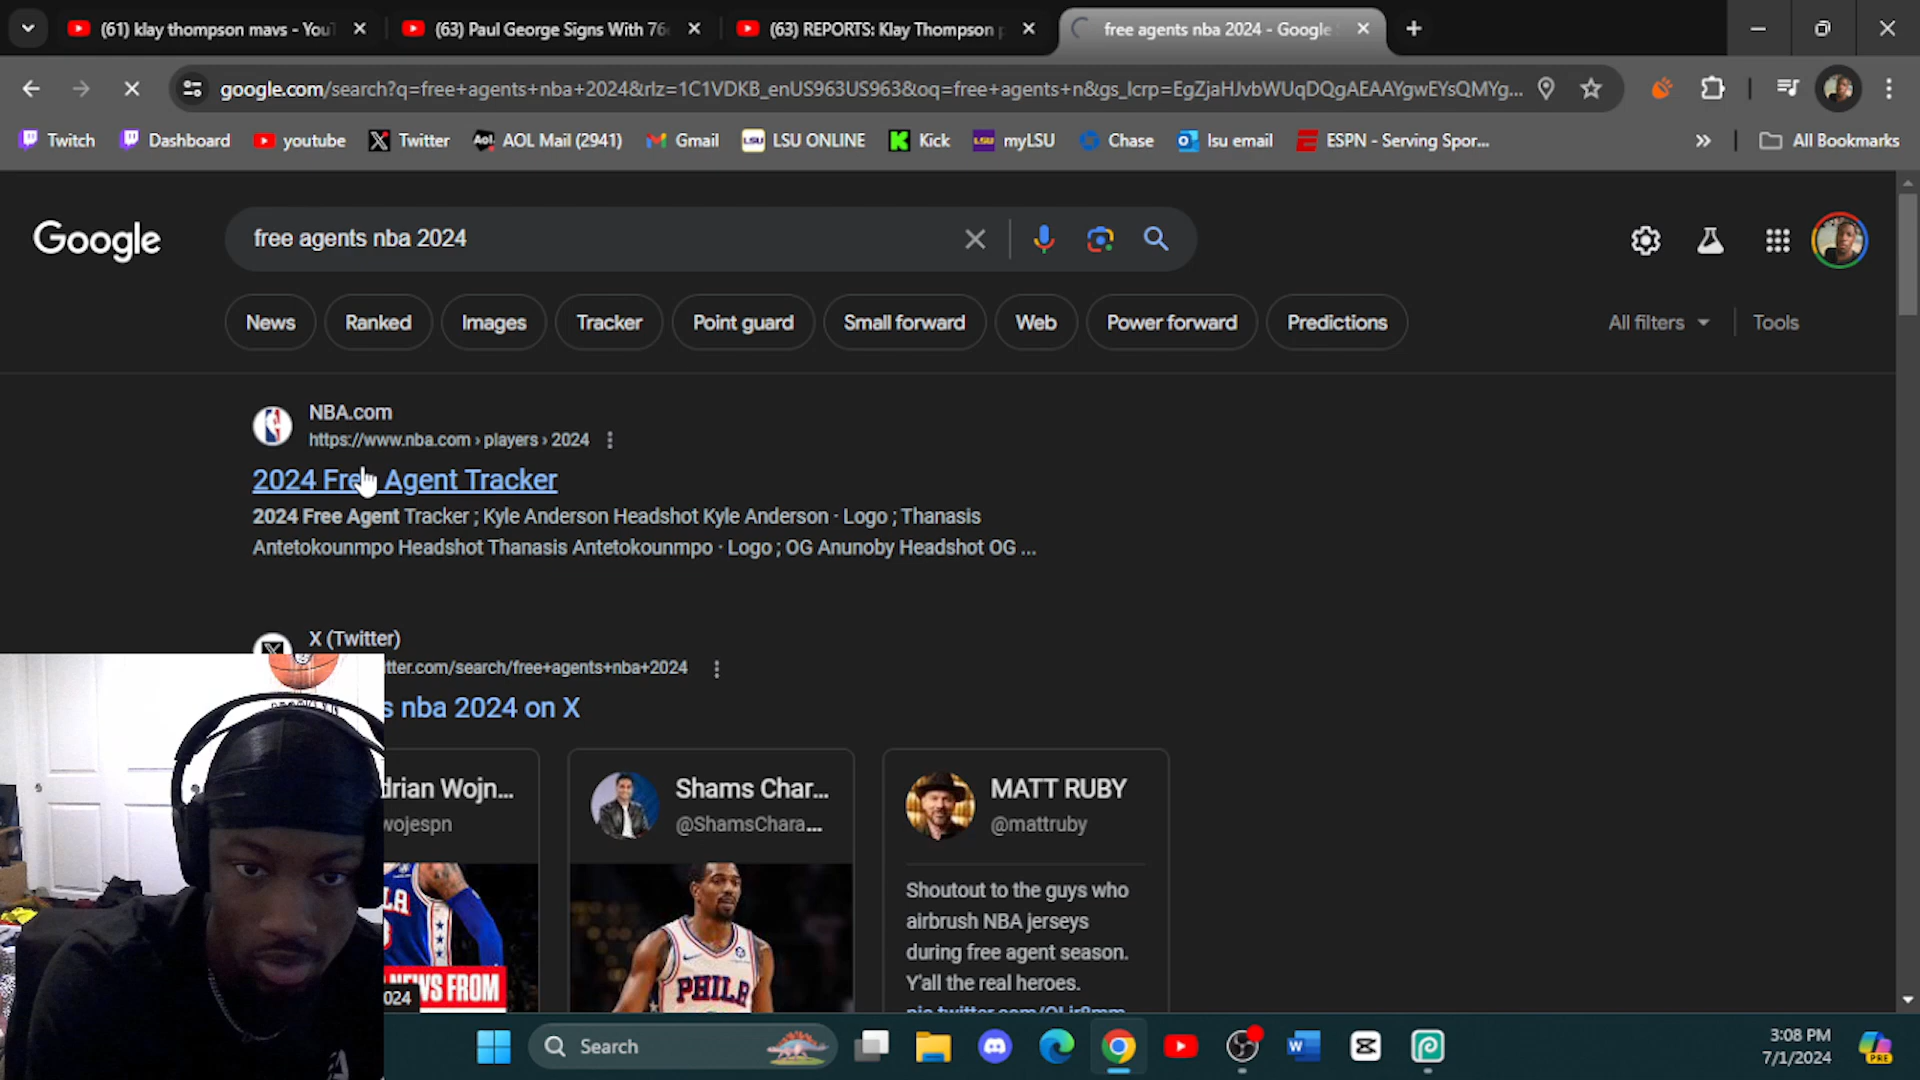 (61) klay thompson mavs - YouT
(63) Paul George Signs With 76
(63) REPORTS: Klay Thompson p
free agents nba 2024 - Google
google.com/search?q=free+agents+nba+2024&rlz=1C1VDKB_enUS963US963&oq=free+agents+n&gs_lcrp=EgZjaHJvbWUqDQgAEAAYgwEYsQMYg...
Twitch
Dashboard
youtube
Twitter
AOL Mail (2941)
Gmail
LSU ONLINE
Kick
myLSU
Chase
lsu email
ESPN - Serving Spor...
All Bookmarks
Google
free agents nba 2024
News
Ranked
Images
Tracker
Point guard
Small forward
Web
Power forward
Predictions
All filters
Tools
NBA.com
https://www.nba.com › players › 2024
2024 Free Agent Tracker
2024 Free Agent Tracker ; Kyle Anderson Headshot Kyle Anderson · Logo ; Thanasis
Antetokounmpo Headshot Thanasis Antetokounmpo · Logo ; OG Anunoby Headshot OG ...
X (Twitter)
tter.com/search/free+agents+nba+2024
s nba 2024 on X
drian Wojn...
wojespn
Shams Char...
@ShamsChara...
MATT RUBY
@mattruby
Shoutout to the guys who
airbrush NBA jerseys
during free agent season.
Y'all the real heroes.
NEWS FROM
024
PHILA
Search
3:08 PM
7/1/2024
PRE